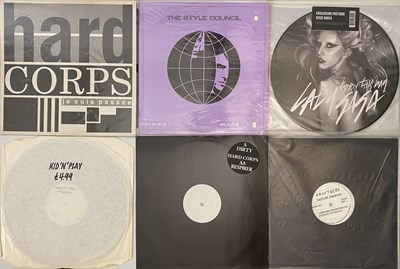 hard
CORPS
je suis passée
THE STYLE COUNCIL
EXCLUSIVE PICTURE
DISC VINYL
BORN THIS WAY
LADY GAGA
KID 'N' PLAY
£4.99
A
DIRTY
HARD CORPS
AA
RESPIRER
KRAFTWERK